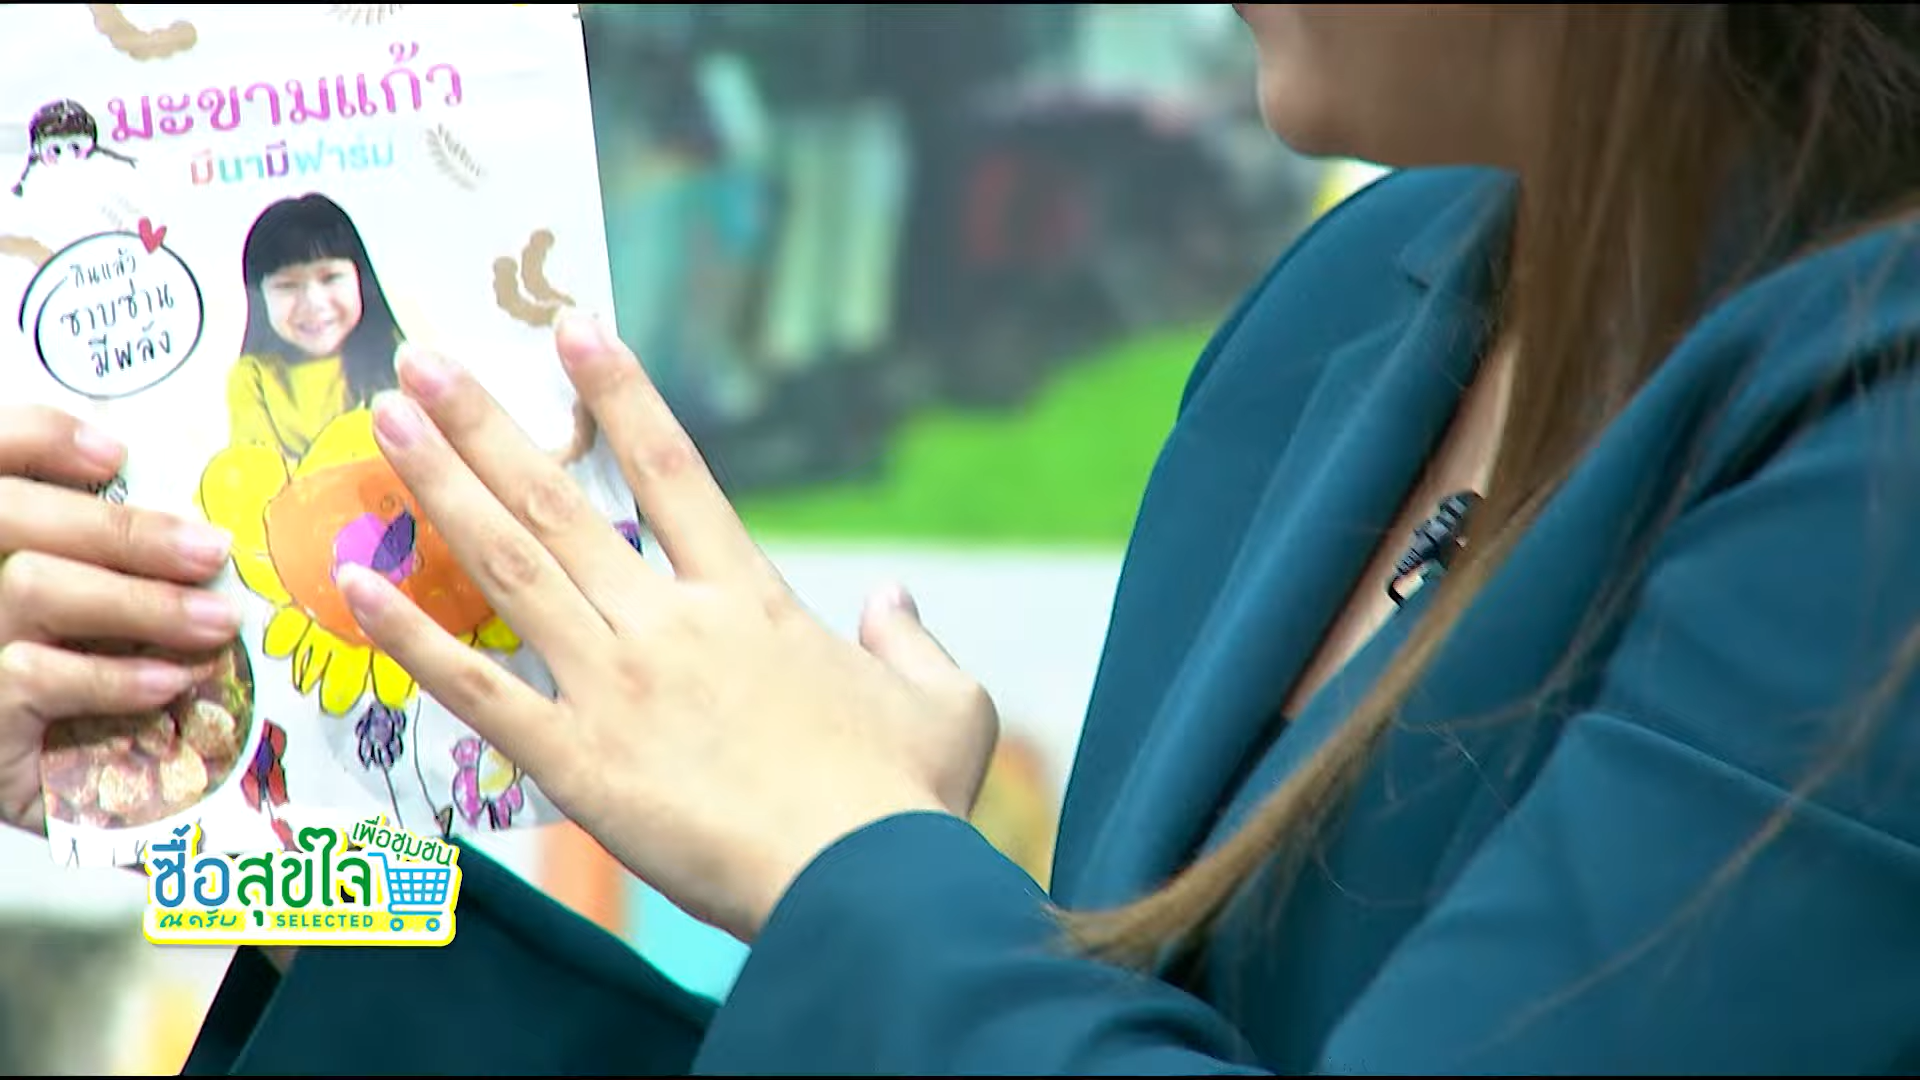 มะขามแก้ว
มีนามีฟาร์ม
กินแล้ว
ซาบซ่าน
มีพลัง
เพื่อชุมชน
ซื้อสุขใจ
ณ ครับ SELECTED